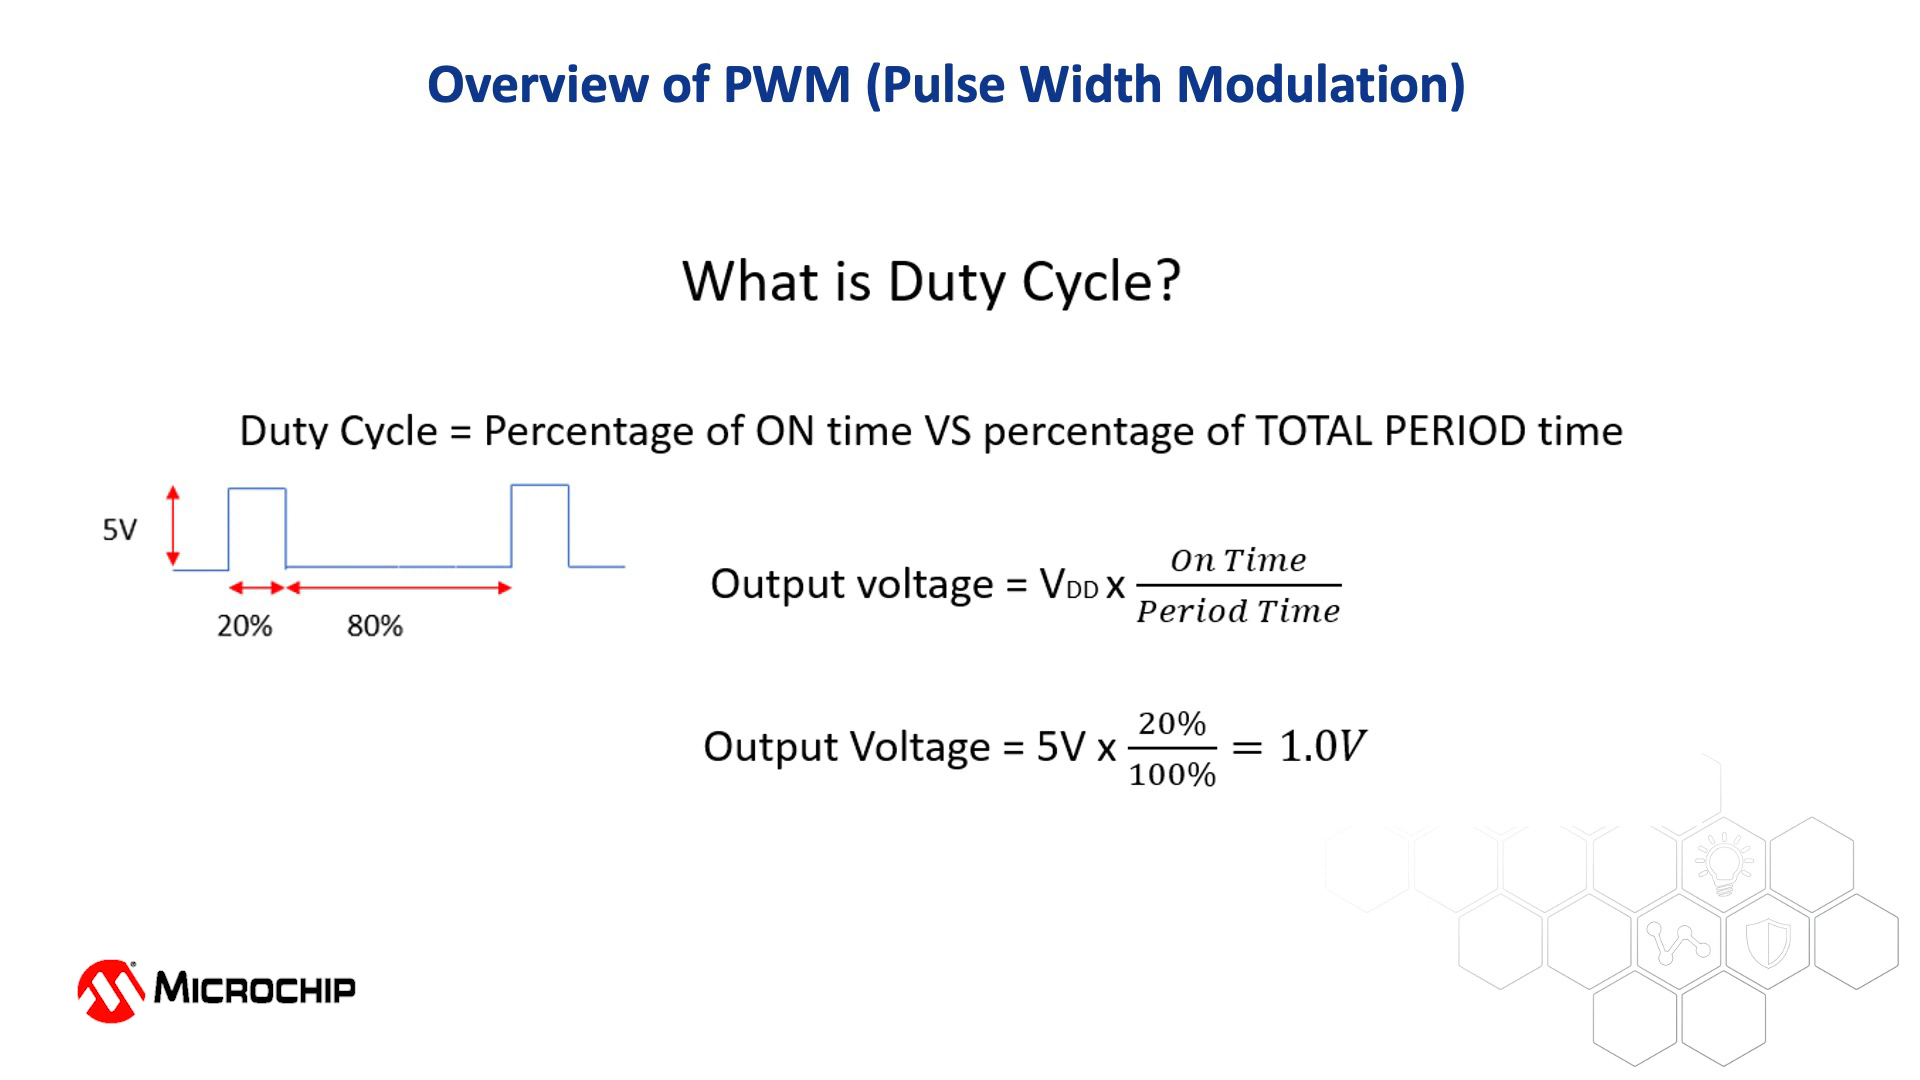 Overview of PWM (Pulse Width Modulation)
What is Duty Cycle?
Duty Cycle = Percentage of ON time VS percentage of TOTAL PERIOD time
5V
20% 80%
Output voltage = VDD x On Time / Period Time
Output Voltage = 5V x 20% / 100% = 1.0V
MICROCHIP